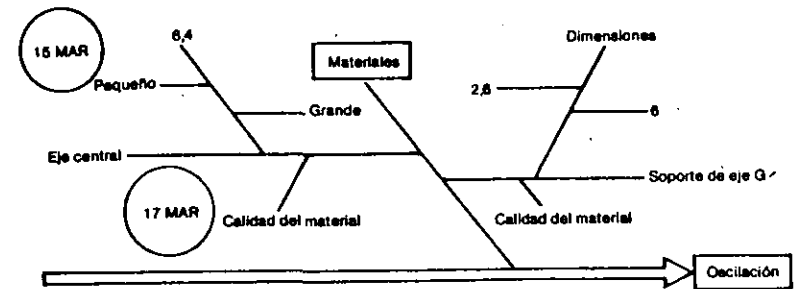 6,4
Dimensiones
15 MAR
Materiales
Pequeño
2,6
Grande
6
Eje central
Soporte de eje G
17 MAR
Calidad del material
Calidad del material
Oscilación